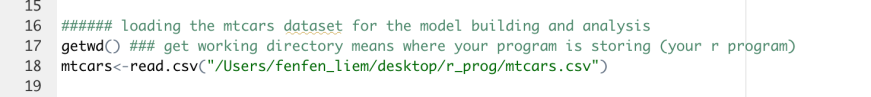 15
16 ###### loading the mtcars dataset for the model building and analysis
17 getwd() ### get working directory means where your program is storing (your r program)
18 mtcars<-read.csv("/Users/fenfen_liem/desktop/r_prog/mtcars.csv")
19